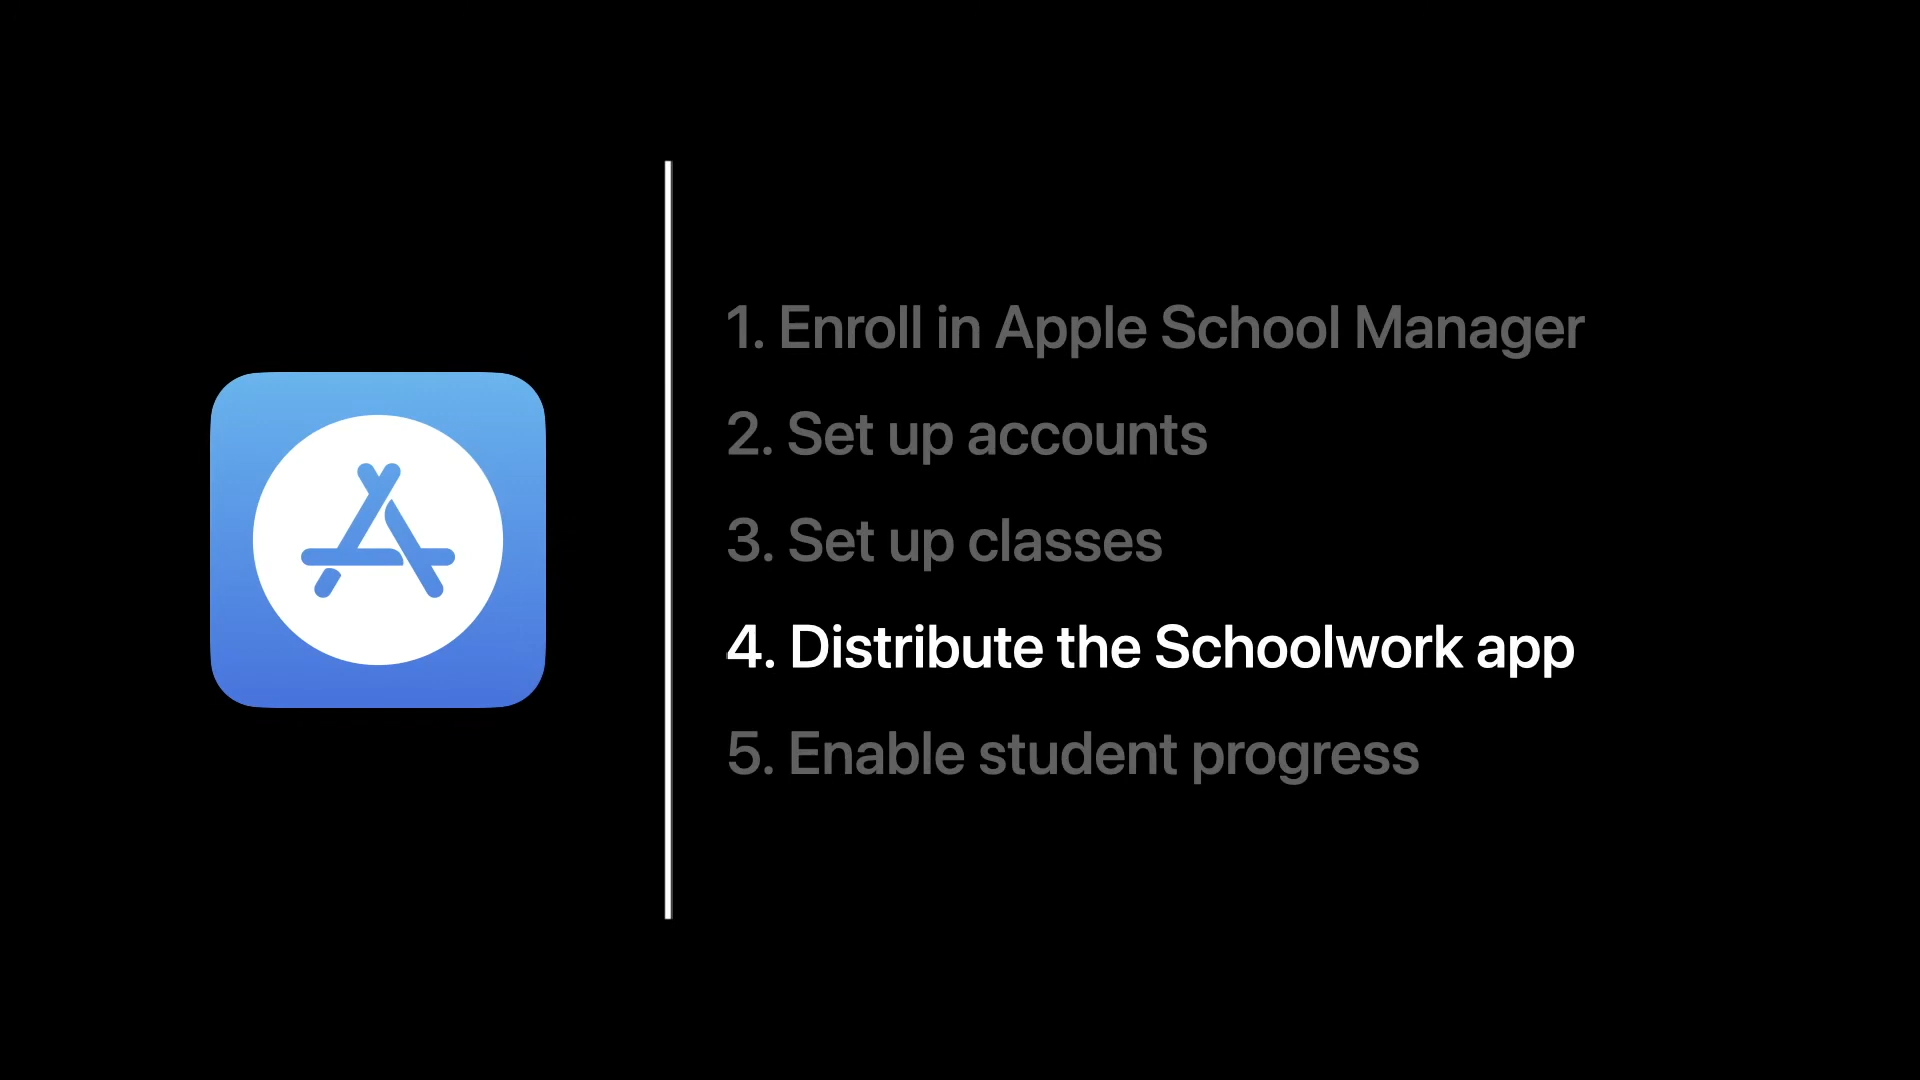 1. Enroll in Apple School Manager
2. Set up accounts
3. Set up classes
4. Distribute the Schoolwork app
5. Enable student progress